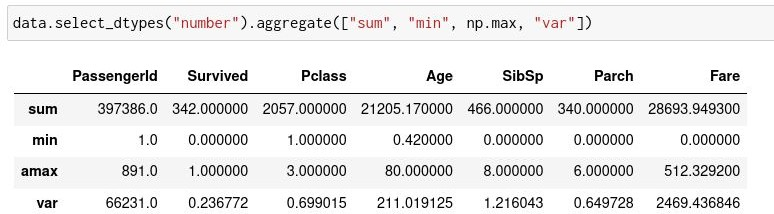 data.select_dtypes("number").aggregate(["sum", "min", np.max, "var"])
PassengerId Survived Pclass Age SibSp Parch Fare
sum 397386.0 342.000000 2057.000000 21205.170000 466.000000 340.000000 28693.949300
min 1.0 0.000000 1.000000 0.420000 0.000000 0.000000 0.000000
amax 891.0 1.000000 3.000000 80.000000 8.000000 6.000000 512.329200
var 66231.0 0.236772 0.699015 211.019125 1.216043 0.649728 2469.436846